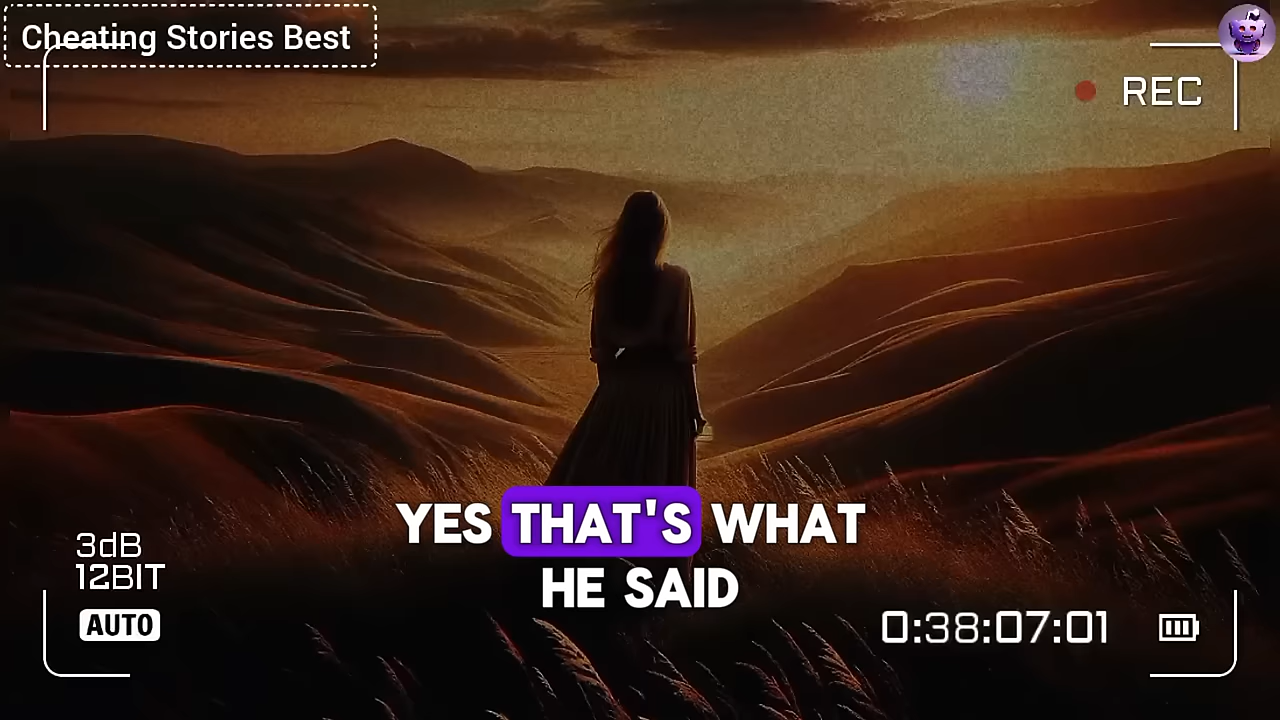 Cheating Stories Best
REC
YES THAT'S WHAT
HE SAID
3dB
12BIT
AUTO
0:38:07:01